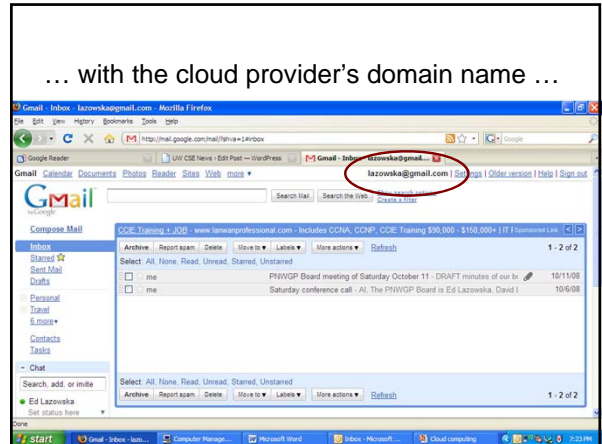 … with the cloud provider's domain name …
Gmail - Inbox - lazowska@gmail.com - Mozilla Firefox
File Edit View History Bookmarks Tools Help
http://mail.google.com/mail/?shva=1#inbox
Google
Google Reader UW CSE News › Edit Post — WordPress Gmail - Inbox - lazowska@gmail....
Gmail Calendar Documents Photos Reader Sites Web more ▾ lazowska@gmail.com | Settings | Older version | Help | Sign out
Gmail
by Google
Search Mail Search the Web Show search options
Create a filter
Compose Mail
CCIE Training + JOB - www.lanwanprofessional.com - Includes CCNA, CCNP, CCIE Training $90,000 - $150,000+ | IT Sponsored Link < >
Inbox
Archive Report spam Delete Move to ▾ Labels ▾ More actions ▾ Refresh 1 - 2 of 2
Starred
Select: All, None, Read, Unread, Starred, Unstarred
Sent Mail
me PNWGP Board meeting of Saturday October 11 - DRAFT minutes of our 10/11/08
Drafts
me Saturday conference call - Al, The PNWGP Board is Ed Lazowska, David 10/6/08
Personal
Travel
6 more ▾
Contacts
Tasks
– Chat
Search, add, or invite
Select: All, None, Read, Unread, Starred, Unstarred
Ed Lazowska
Archive Report spam Delete Move to ▾ Labels ▾ More actions ▾ Refresh 1 - 2 of 2
Set status here ▾
Done
start Gmail - Inbox - lazo... Computer Manage... Microsoft Word Inbox - Microsoft ... Cloud computing 7:23 PM